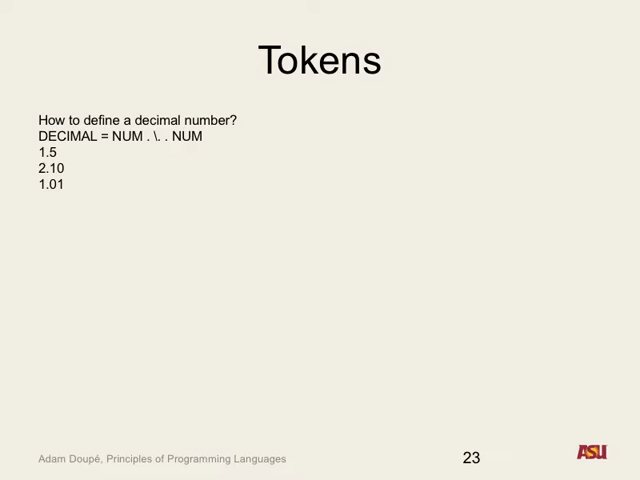 Tokens
How to define a decimal number?
DECIMAL = NUM . \. . NUM
1.5
2.10
1.01
Adam Doupé, Principles of Programming Languages
23
ASU